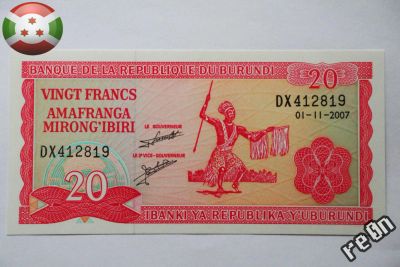 BANQUE DE LA REPUBLIQUE DU BURUNDI
20
VINGT FRANCS
AMAFRANGA
MIRONG'IBIRI
DX412819
01-11-2007
LE GOUVERNEUR
DX412819
LE 1er VICE-GOUVERNEUR
20
IBANKI YA REPUBLIKA Y'UBURUNDI
re0n